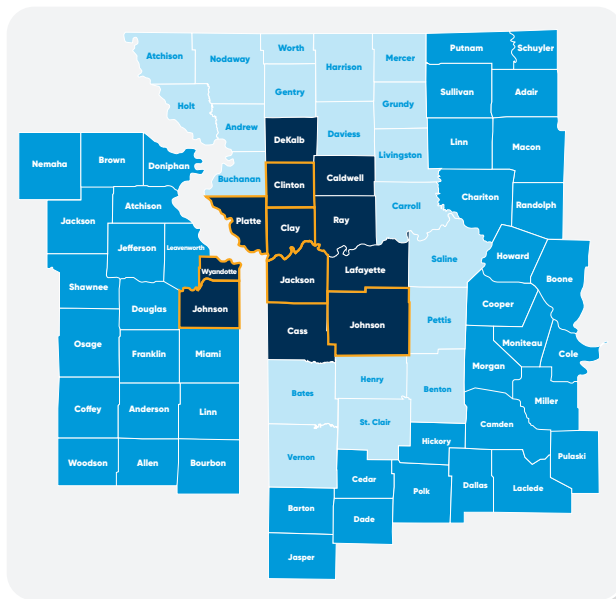 Worth
Putnam
Schuyler
Atchison
Nodaway
Harrison
Mercer
Gentry
Sullivan
Adair
Holt
Grundy
Andrew
Daviess
DeKalb
Linn
Macon
Livingston
Nemaha
Brown
Doniphan
Buchanan
Clinton
Caldwell
Chariton
Randolph
Atchison
Carroll
Jackson
Platte
Clay
Ray
Jefferson
Leavenworth
Saline
Howard
Boone
Wyandotte
Jackson
Lafayette
Shawnee
Douglas
Johnson
Cooper
Pettis
Johnson
Cass
Moniteau
Osage
Franklin
Miami
Cole
Morgan
Henry
Benton
Bates
Miller
Coffey
Anderson
Linn
St. Clair
Camden
Hickory
Vernon
Pulaski
Woodson
Allen
Bourbon
Cedar
Polk
Dallas
Laclede
Barton
Dade
Jasper